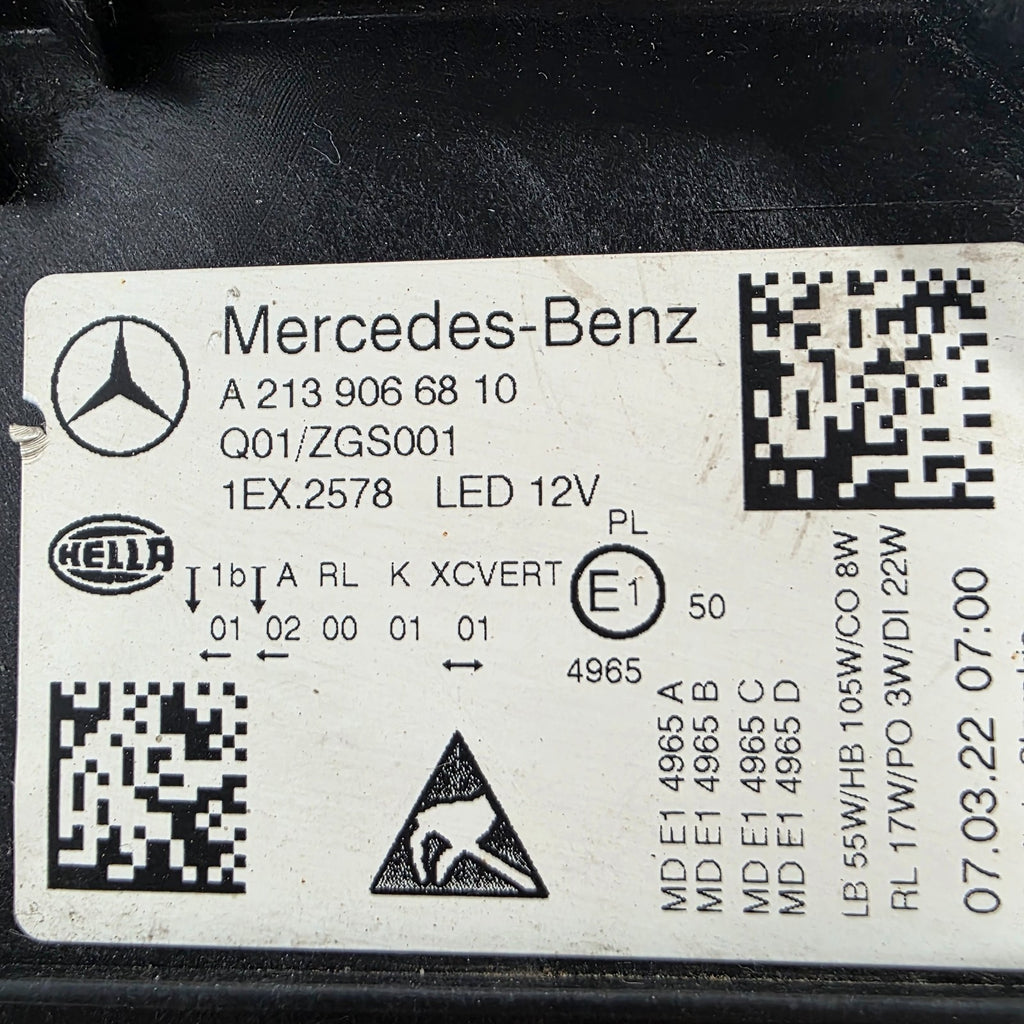 Mercedes-Benz
A 213 906 68 10
Q01/ZGS001
1EX.2578 LED 12V
PL
HELLA
1b A RL K XCVERT
E1
50
01 02 00 01 01
4965
MD E1 4965 A
MD E1 4965 B
MD E1 4965 C
MD E1 4965 D
LB 55W/HB 105W/CO 8W
RL 17W/PO 3W/DI 22W
07.03.22 07:00